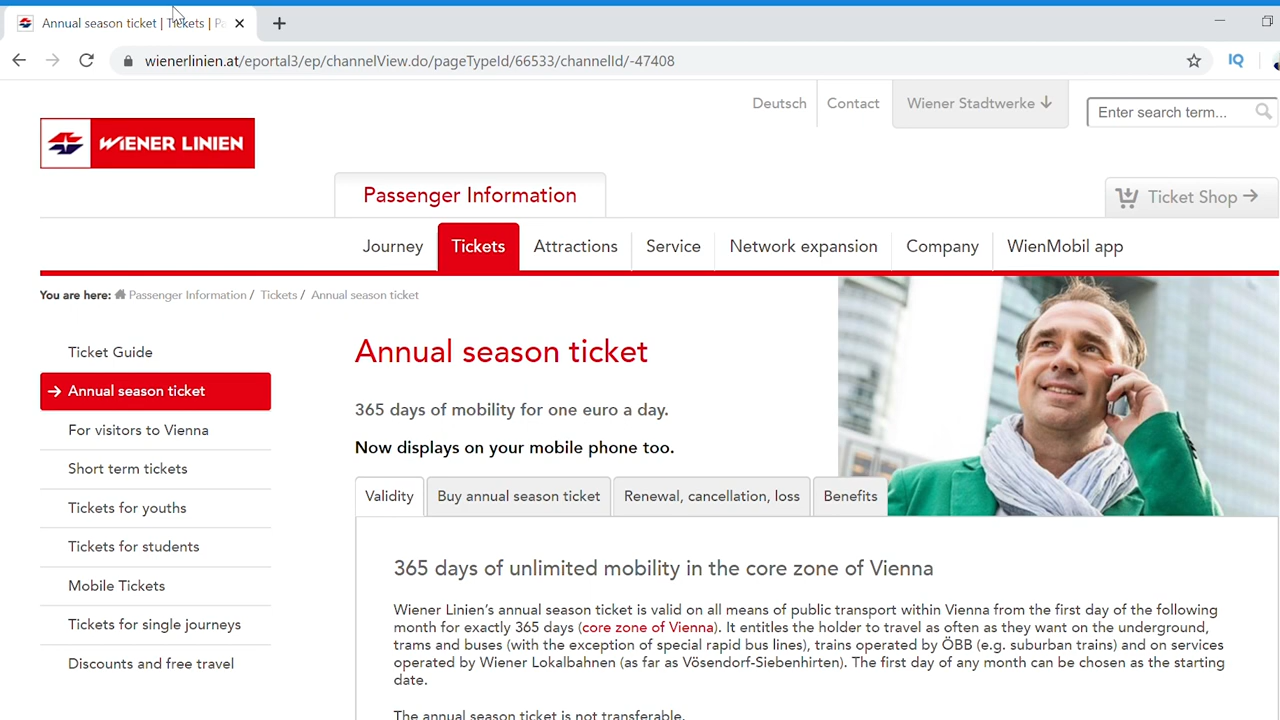 Annual season ticket | Tickets | Pa
wienerlinien.at/eportal3/ep/channelView.do/pageTypeId/66533/channelId/-47408
IQ
Deutsch
Contact
Wiener Stadtwerke
Enter search term...
WIENER LINIEN
Passenger Information
Ticket Shop
Journey
Tickets
Attractions
Service
Network expansion
Company
WienMobil app
You are here: Passenger Information / Tickets / Annual season ticket
Ticket Guide
Annual season ticket
For visitors to Vienna
Short term tickets
Tickets for youths
Tickets for students
Mobile Tickets
Tickets for single journeys
Discounts and free travel
Annual season ticket
365 days of mobility for one euro a day.
Now displays on your mobile phone too.
Validity
Buy annual season ticket
Renewal, cancellation, loss
Benefits
365 days of unlimited mobility in the core zone of Vienna
Wiener Linien's annual season ticket is valid on all means of public transport within Vienna from the first day of the following
month for exactly 365 days (core zone of Vienna). It entitles the holder to travel as often as they want on the underground,
trams and buses (with the exception of special rapid bus lines), trains operated by ÖBB (e.g. suburban trains) and on services
operated by Wiener Lokalbahnen (as far as Vösendorf-Siebenhirten). The first day of any month can be chosen as the starting
date.
The annual season ticket is not transferable.